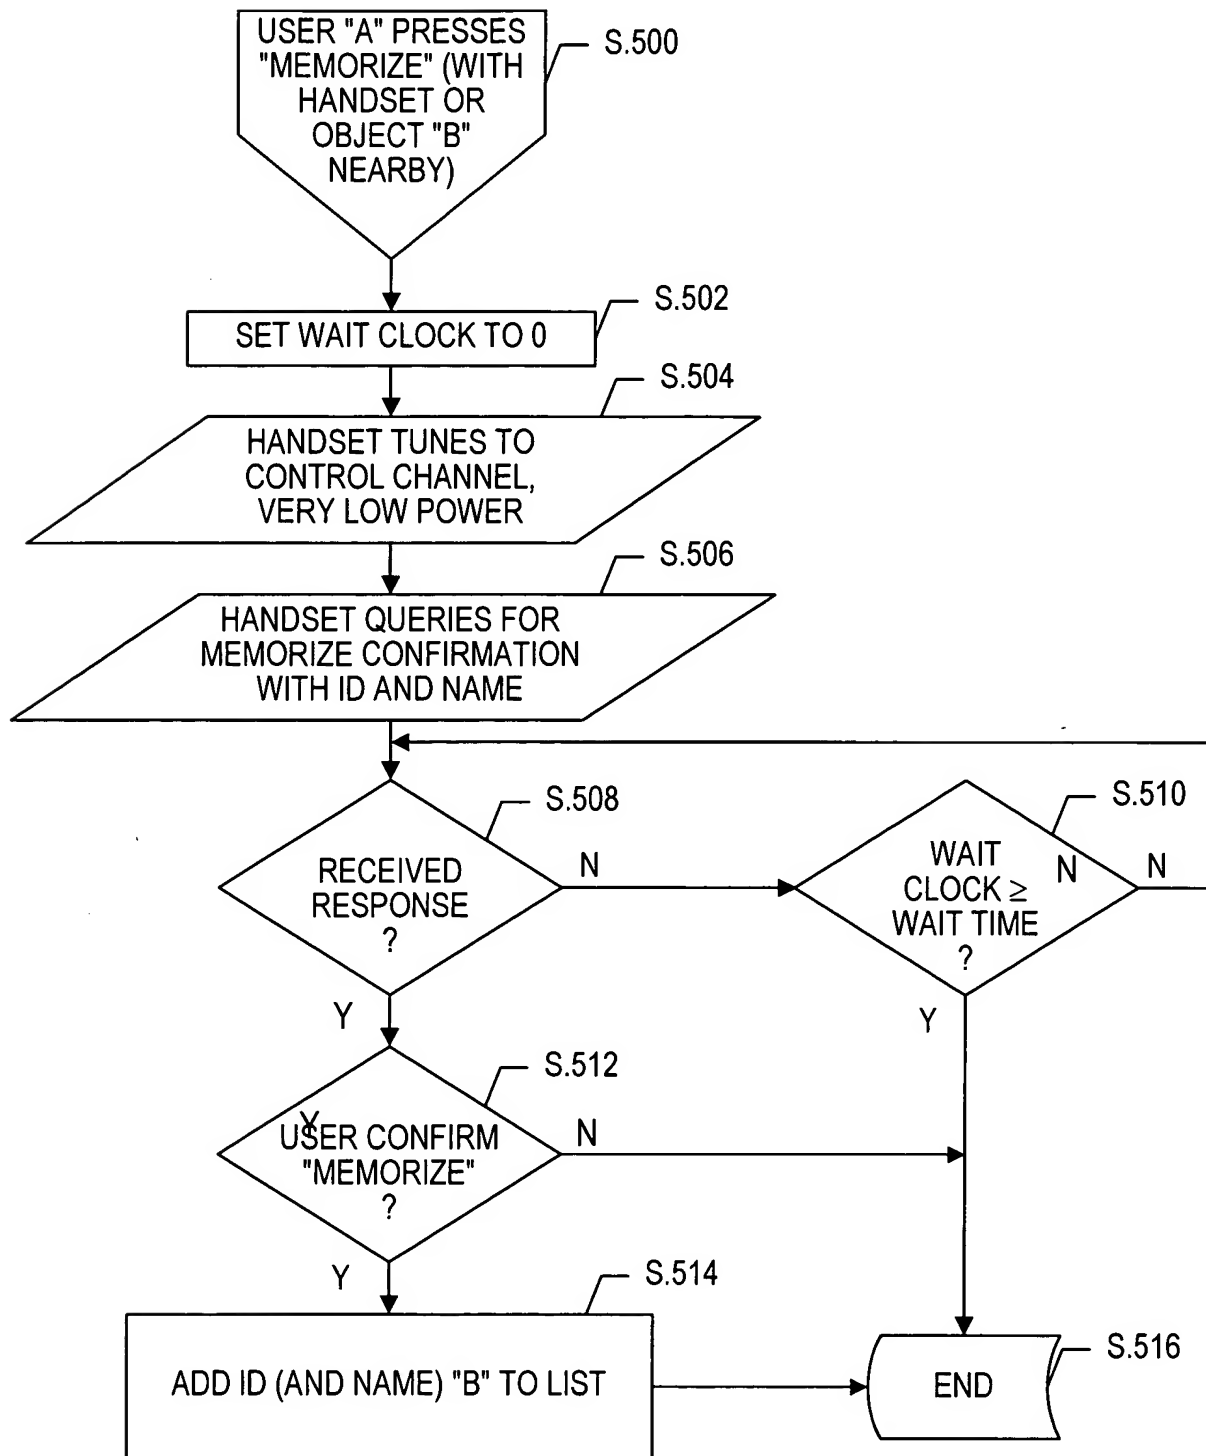 USER "A" PRESSES
"MEMORIZE" (WITH
HANDSET OR
OBJECT "B"
NEARBY)
S.500
S.502
SET WAIT CLOCK TO 0
S.504
HANDSET TUNES TO
CONTROL CHANNEL,
VERY LOW POWER
S.506
HANDSET QUERIES FOR
MEMORIZE CONFIRMATION
WITH ID AND NAME
S.508
RECEIVED
RESPONSE
?
N
Y
S.510
WAIT
CLOCK ≥
WAIT TIME
?
N
N
Y
S.512
Y
USER CONFIRM
"MEMORIZE"
?
N
Y
S.514
ADD ID (AND NAME) "B" TO LIST
S.516
END